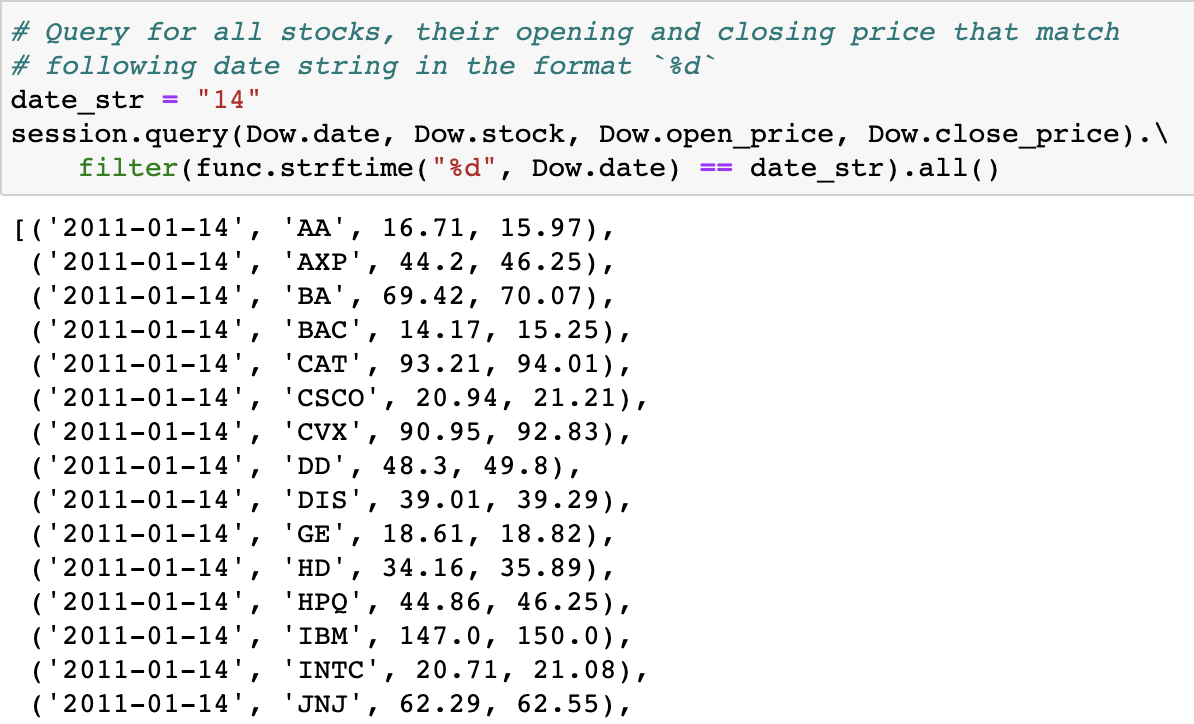 # Query for all stocks, their opening and closing price that match
# following date string in the format `%d`
date_str = "14"
session.query(Dow.date, Dow.stock, Dow.open_price, Dow.close_price).\
    filter(func.strftime("%d", Dow.date) == date_str).all()
[('2011-01-14', 'AA', 16.71, 15.97),
 ('2011-01-14', 'AXP', 44.2, 46.25),
 ('2011-01-14', 'BA', 69.42, 70.07),
 ('2011-01-14', 'BAC', 14.17, 15.25),
 ('2011-01-14', 'CAT', 93.21, 94.01),
 ('2011-01-14', 'CSCO', 20.94, 21.21),
 ('2011-01-14', 'CVX', 90.95, 92.83),
 ('2011-01-14', 'DD', 48.3, 49.8),
 ('2011-01-14', 'DIS', 39.01, 39.29),
 ('2011-01-14', 'GE', 18.61, 18.82),
 ('2011-01-14', 'HD', 34.16, 35.89),
 ('2011-01-14', 'HPQ', 44.86, 46.25),
 ('2011-01-14', 'IBM', 147.0, 150.0),
 ('2011-01-14', 'INTC', 20.71, 21.08),
 ('2011-01-14', 'JNJ', 62.29, 62.55),